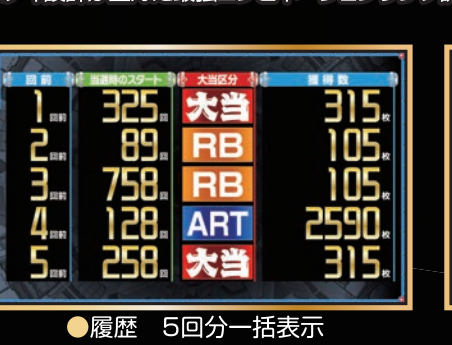 回前 当選時のスタート 大当区分 獲得数
1回前 325回 大当 315枚
2回前 89回 RB 105枚
3回前 758回 RB 105枚
4回前 128回 ART 2590枚
5回前 258回 大当 315枚
●履歴 5回分一括表示